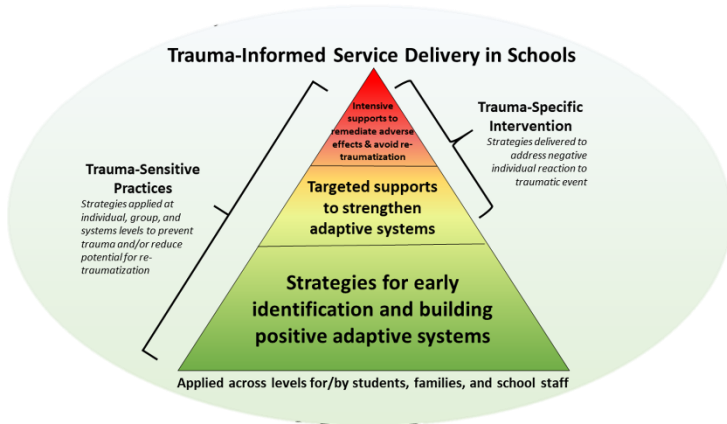 Trauma-Informed Service Delivery in Schools
Intensive
supports to
remediate adverse
effects & avoid re-
traumatization
Trauma-Specific
Intervention
Strategies delivered to
address negative
individual reaction to
traumatic event
Trauma-Sensitive
Practices
Strategies applied at
individual, group, and
systems levels to prevent
trauma and/or reduce
potential for re-
traumatization
Targeted supports
to strengthen
adaptive systems
Strategies for early
identification and building
positive adaptive systems
Applied across levels for/by students, families, and school staff